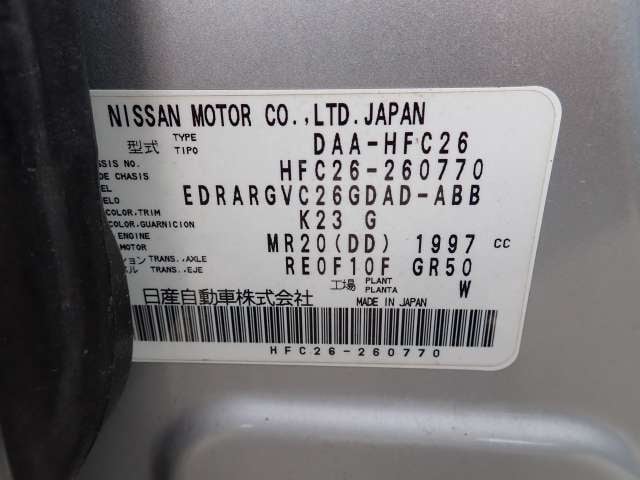 NISSAN MOTOR CO.,LTD.JAPAN
型式 TYPE TIPO DAA-HFC26
NO. DE CHASIS HFC26-260770
EDRARGVC26GDAD-ABB
COLOR,TRIM COLOR,GUARNICION K23 G
ENGINE MOTOR MR20(DD) 1997 cc
TRANS.,AXLE TRANS.,EJE RE0F10F GR50
工場 PLANT PLANTA W
日産自動車株式会社 MADE IN JAPAN
HFC26-260770